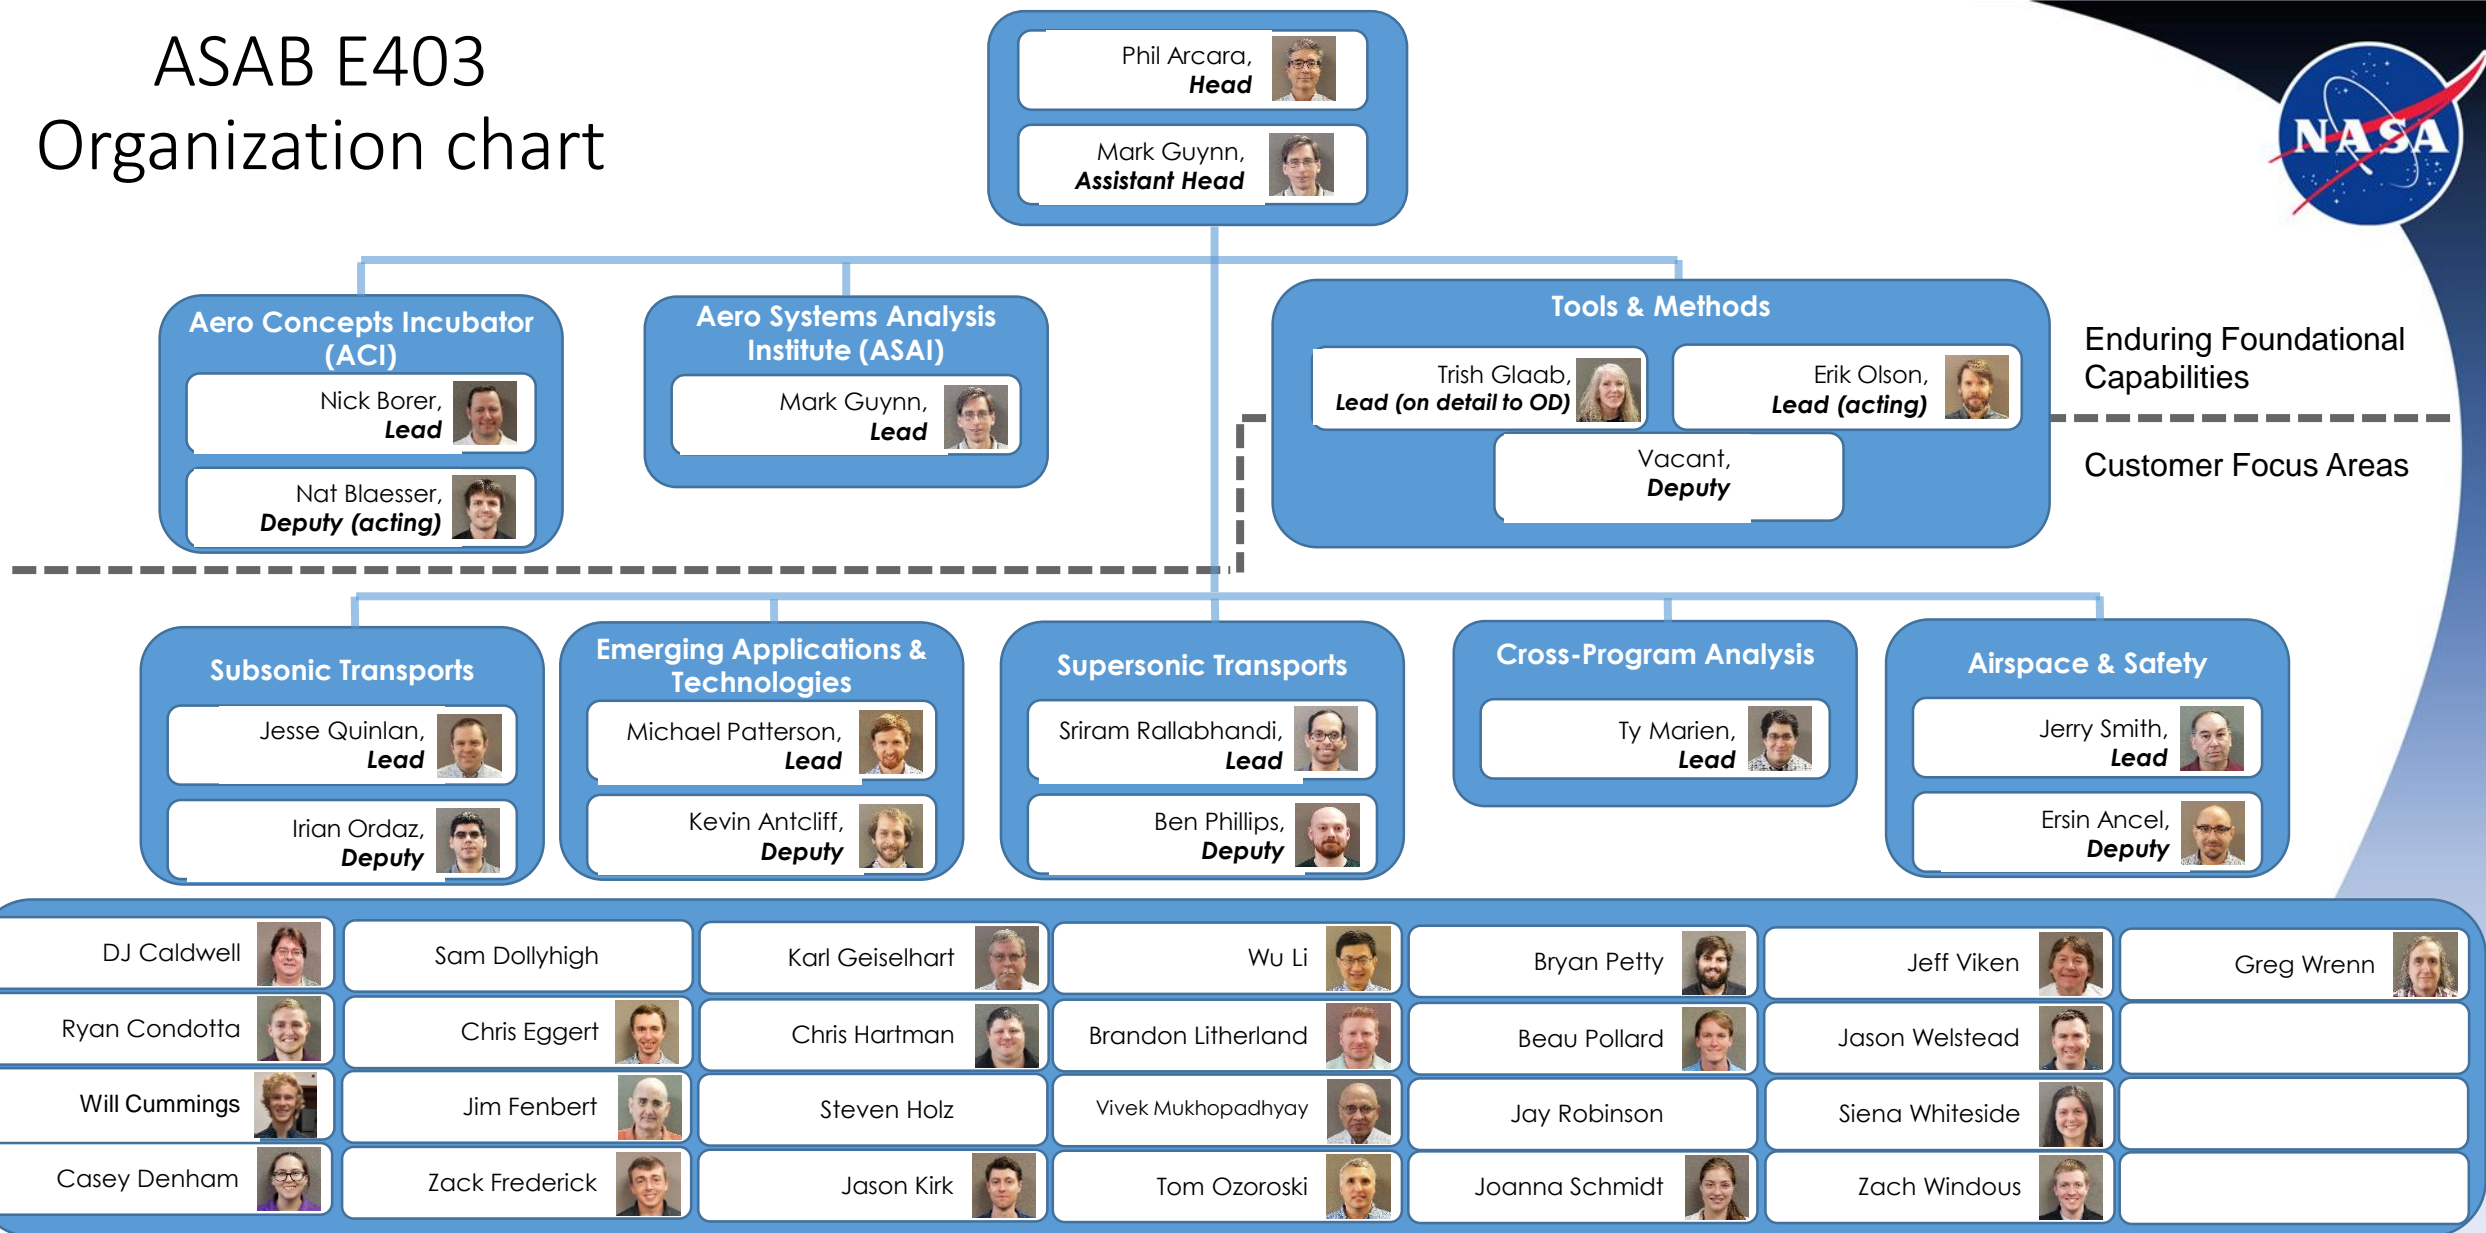 ASAB E403
Organization chart
Phil Arcara,
Head
Mark Guynn,
Assistant Head
NASA
Aero Concepts Incubator
(ACI)
Nick Borer,
Lead
Nat Blaesser,
Deputy (acting)
Aero Systems Analysis
Institute (ASAI)
Mark Guynn,
Lead
Tools & Methods
Trish Glaab,
Lead (on detail to OD)
Erik Olson,
Lead (acting)
Vacant,
Deputy
Enduring Foundational
Capabilities
Customer Focus Areas
Subsonic Transports
Jesse Quinlan,
Lead
Irian Ordaz,
Deputy
Emerging Applications &
Technologies
Michael Patterson,
Lead
Kevin Antcliff,
Deputy
Supersonic Transports
Sriram Rallabhandi,
Lead
Ben Phillips,
Deputy
Cross-Program Analysis
Ty Marien,
Lead
Airspace & Safety
Jerry Smith,
Lead
Ersin Ancel,
Deputy
DJ Caldwell
Ryan Condotta
Will Cummings
Casey Denham
Sam Dollyhigh
Chris Eggert
Jim Fenbert
Zack Frederick
Karl Geiselhart
Chris Hartman
Steven Holz
Jason Kirk
Wu Li
Brandon Litherland
Vivek Mukhopadhyay
Tom Ozoroski
Bryan Petty
Beau Pollard
Jay Robinson
Joanna Schmidt
Jeff Viken
Jason Welstead
Siena Whiteside
Zach Windous
Greg Wrenn